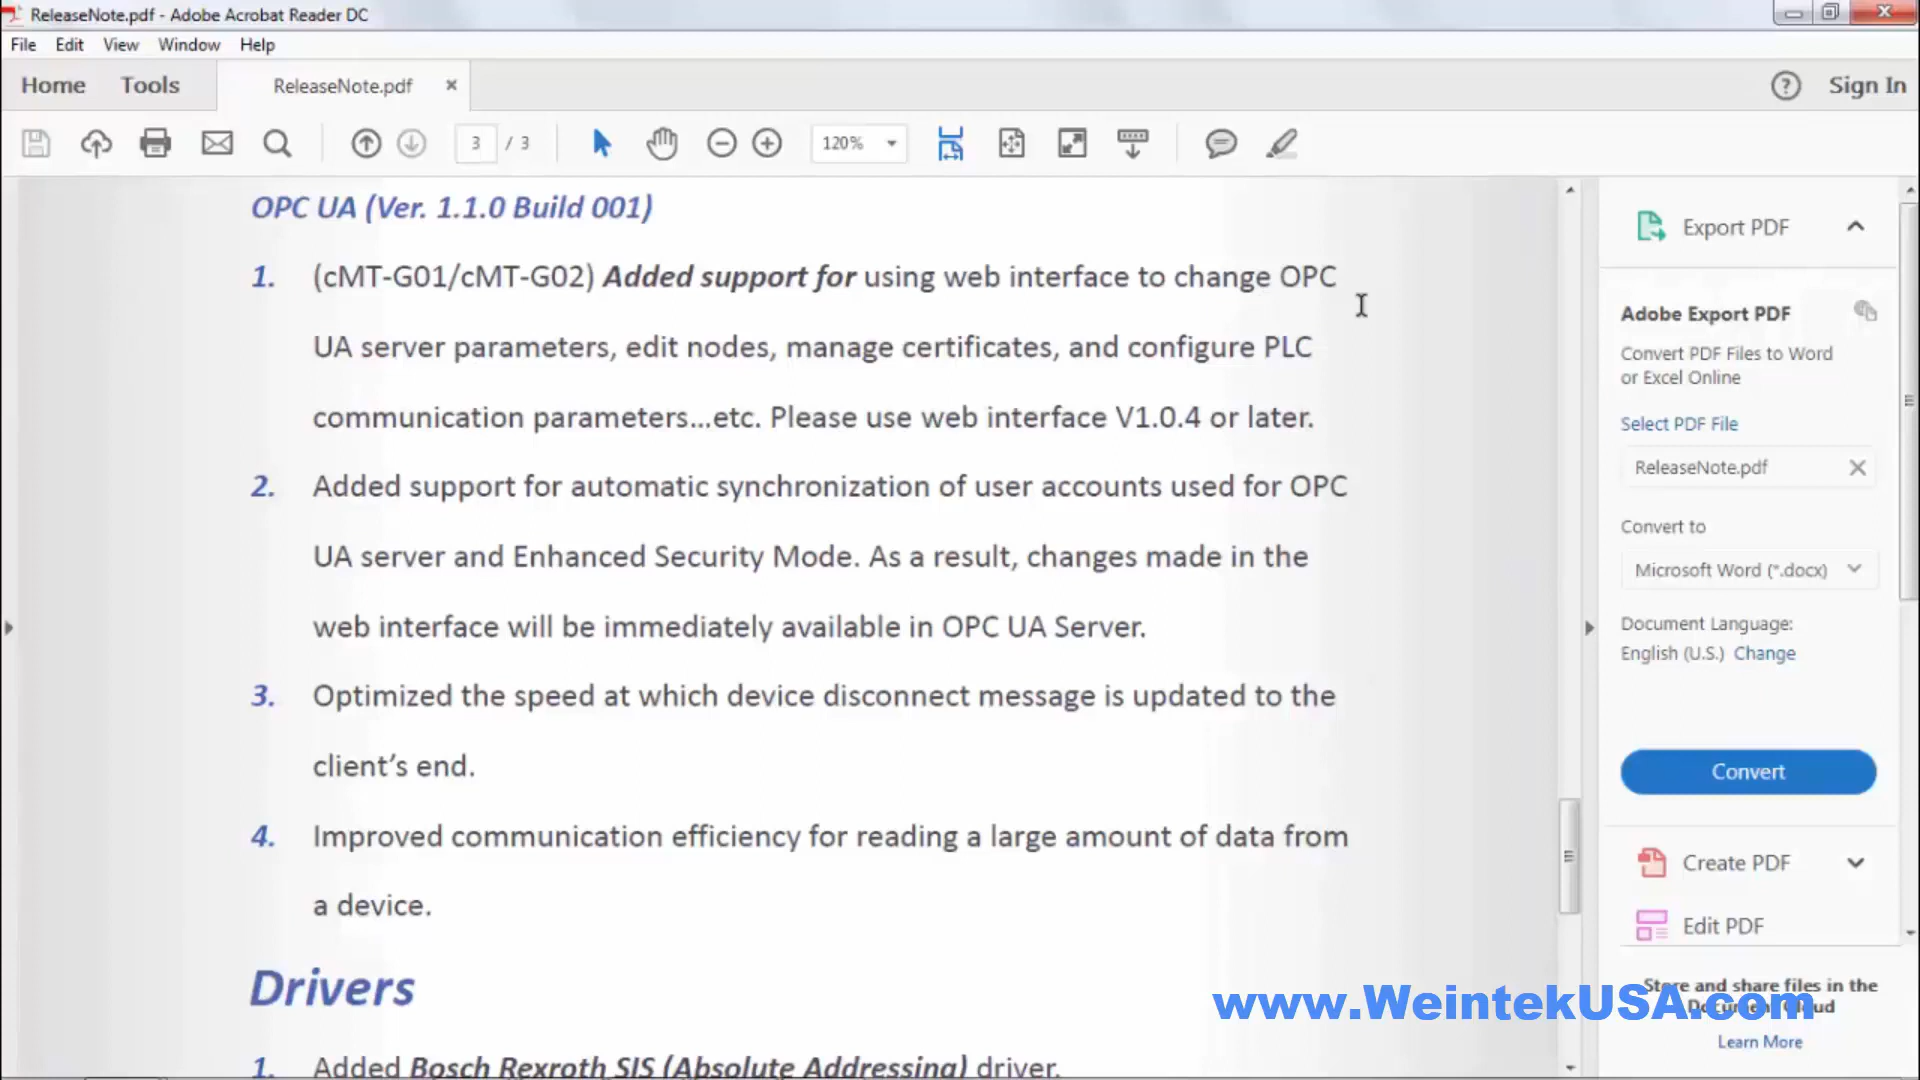 ReleaseNote.pdf - Adobe Acrobat Reader DC
File Edit View Window Help
Home Tools ReleaseNote.pdf × Sign In
3 / 3 120%
OPC UA (Ver. 1.1.0 Build 001)
1. (cMT-G01/cMT-G02) Added support for using web interface to change OPC
UA server parameters, edit nodes, manage certificates, and configure PLC
communication parameters…etc. Please use web interface V1.0.4 or later.
2. Added support for automatic synchronization of user accounts used for OPC
UA server and Enhanced Security Mode. As a result, changes made in the
web interface will be immediately available in OPC UA Server.
3. Optimized the speed at which device disconnect message is updated to the
client’s end.
4. Improved communication efficiency for reading a large amount of data from
a device.
Drivers
1. Added Bosch Rexroth SIS (Absolute Addressing) driver.
Export PDF
Adobe Export PDF
Convert PDF Files to Word
or Excel Online
Select PDF File
ReleaseNote.pdf
Convert to
Microsoft Word (*.docx)
Document Language:
English (U.S.) Change
Convert
Create PDF
Edit PDF
Store and share files in the
Document Cloud
Learn More
www.WeintekUSA.com